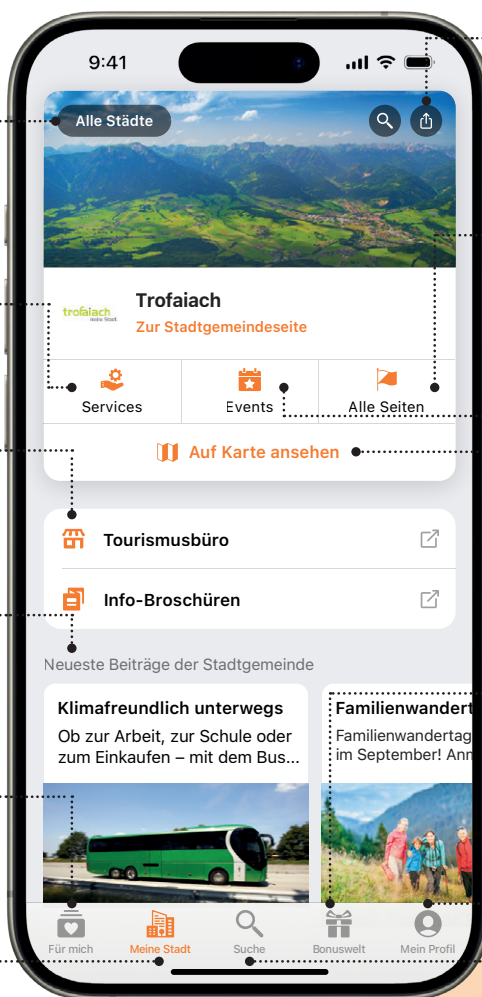 9:41
Alle Städte
trofaiach
meine Stadt
Trofaiach
Zur Stadtgemeindeseite
Services
Events
Alle Seiten
Auf Karte ansehen
Tourismusbüro
Info-Broschüren
Neueste Beiträge der Stadtgemeinde
Klimafreundlich unterwegs
Ob zur Arbeit, zur Schule oder
zum Einkaufen – mit dem Bus...
Familienwandert
Familienwandertag
im September! Ann
Für mich
Meine Stadt
Suche
Bonuswelt
Mein Profil